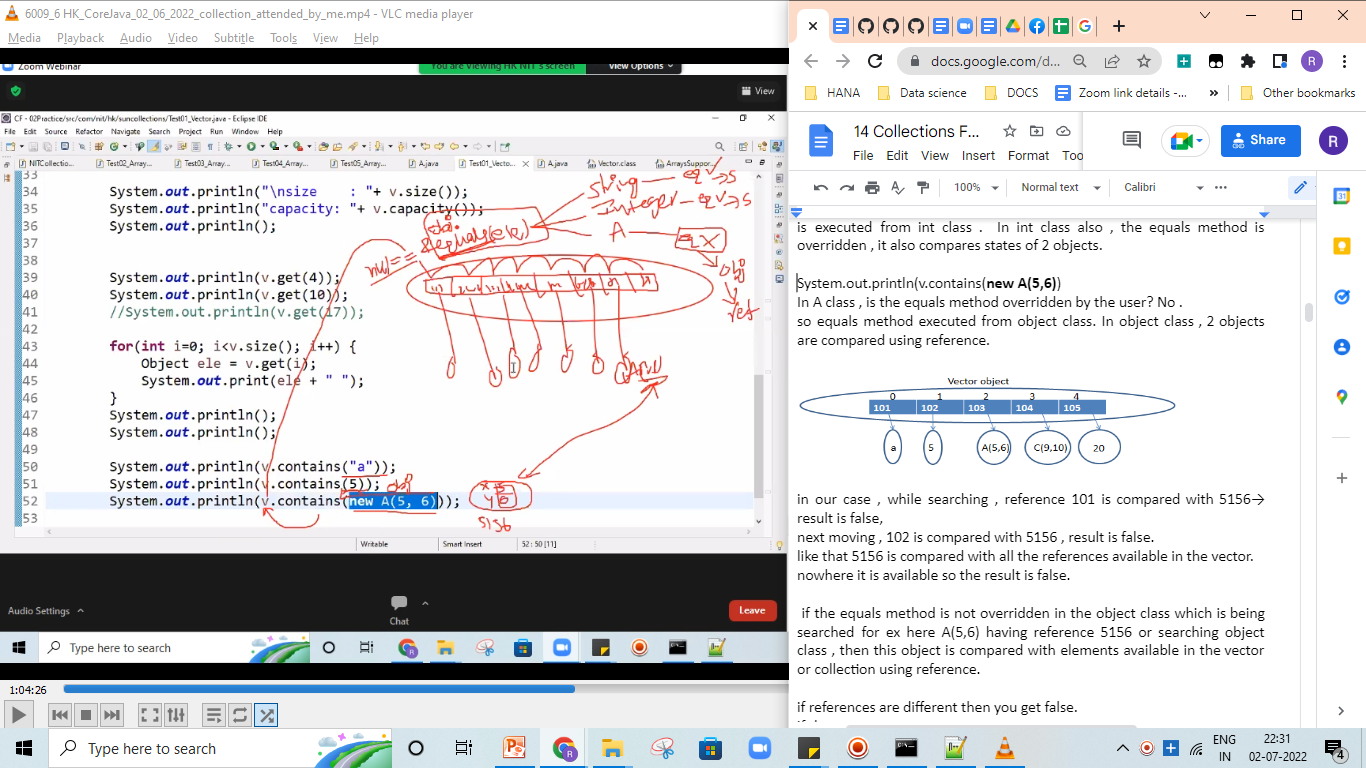 6009_6 HK_CoreJava_02_06_2022_collection_attended_by_me.mp4 - VLC media player
Media Playback Audio Video Subtitle Tools View Help
Zoom Webinar
You are viewing HK NIT's screen
View Options
View
CF - 02Practice/src/com/nit/hk/suncollections/Test01_Vector.java - Eclipse IDE
File Edit Source Refactor Navigate Search Project Run Window Help
NITCollectio... Test02_Array... Test03_Array... Test04_Array... Test05_Array... A.java Test01_Vecto... A.java Vector.class ArraysSuppor...
33
34 System.out.println("\nsize    : "+ v.size());
35 System.out.println("capacity: "+ v.capacity());
36 System.out.println();
37
38
39 System.out.println(v.get(4));
40 System.out.println(v.get(10));
41 //System.out.println(v.get(17));
42
43 for(int i=0; i<v.size(); i++) {
44 Object ele = v.get(i);
45 System.out.print(ele + " ");
46 }
47 System.out.println();
48 System.out.println();
49
50 System.out.println(v.contains("a"));
51 System.out.println(v.contains(5));
52 System.out.println(v.contains(new A(5, 6)));
53
String — eq → S
Integer — eq → S
A — eq X
obj
equals(ele)
null ==
obj
ref
obj
x 5
y 6
5156
Writable Smart Insert 52 : 50 [11]
Audio Settings
Chat
Leave
Type here to search
1:04:26
docs.google.com/d...
HANA Data science DOCS Zoom link details -... » Other bookmarks
14 Collections F...
File Edit View Insert Format Too
Share
R
R
100% Normal text Calibri
is executed from int class . In int class also , the equals method is
overridden , it also compares states of 2 objects.
System.out.println(v.contains(new A(5,6))
In A class , is the equals method overridden by the user? No .
so equals method executed from object class. In object class , 2 objects
are compared using reference.
Vector object
0 1 2 3 4
101 102 103 104 105
a 5 A(5,6) C(9,10) 20
in our case , while searching , reference 101 is compared with 5156→
result is false,
next moving , 102 is compared with 5156 , result is false.
like that 5156 is compared with all the references available in the vector.
nowhere it is available so the result is false.
if the equals method is not overridden in the object class which is being
searched for ex here A(5,6) having reference 5156 or searching object
class , then this object is compared with elements available in the vector
or collection using reference.
if references are different then you get false.
Type here to search
ENG
IN
22:31
02-07-2022
4